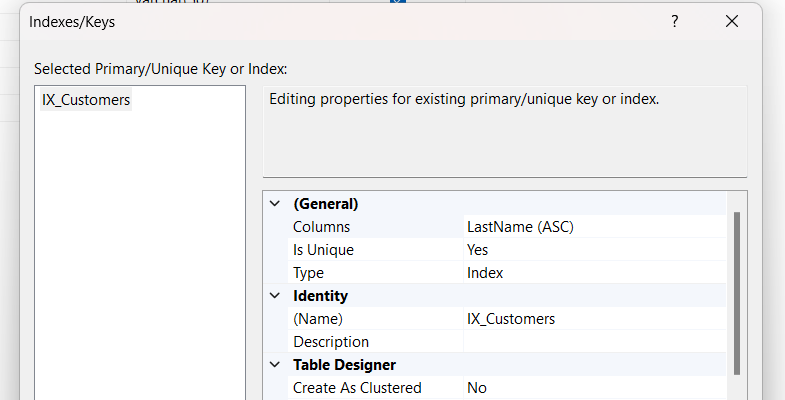 Indexes/Keys ?
Selected Primary/Unique Key or Index:
IX_Customers
Editing properties for existing primary/unique key or index.
(General)
Columns LastName (ASC)
Is Unique Yes
Type Index
Identity
(Name) IX_Customers
Description
Table Designer
Create As Clustered No